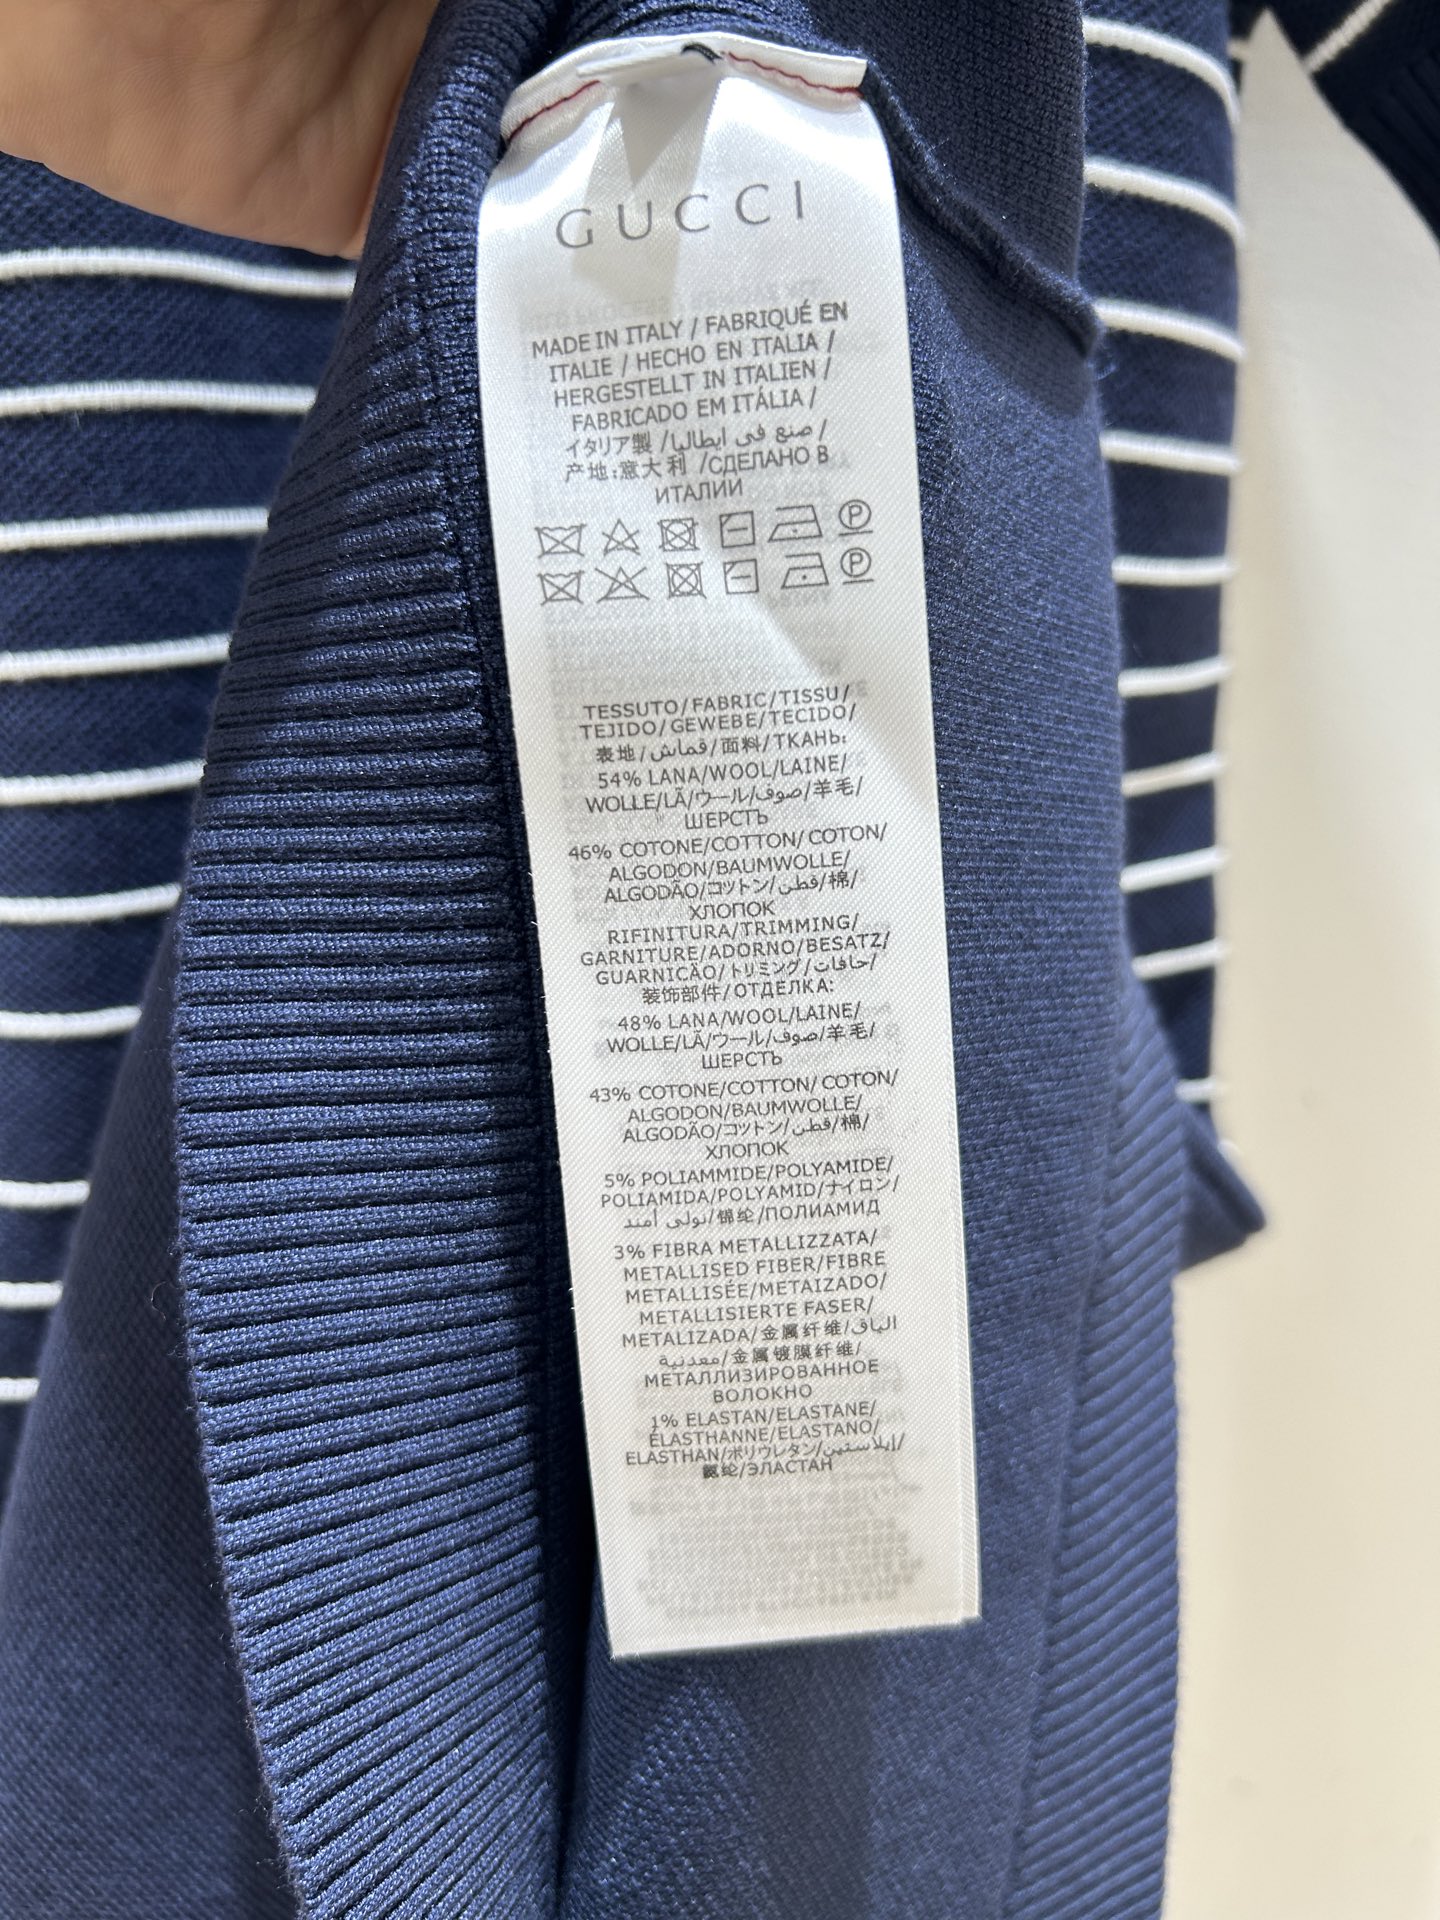 GUCCI
MADE IN ITALY / FABRIQUÉ EN
ITALIE / HECHO EN ITALIA /
HERGESTELLT IN ITALIEN /
FABRICADO EM ITÁLIA /
イタリア製 / صنع في ايطاليا /
产地:意大利 /СДЕЛАНО В
ИТАЛИИ
TESSUTO/FABRIC/TISSU/
TEJIDO/GEWEBE/TECIDO/
表地/قماش/面料/ТКАНЬ:
54% LANA/WOOL/LAINE/
WOLLE/LÃ/ウール/صوف/羊毛/
ШЕРСТЬ
46% COTONE/COTTON/COTON/
ALGODON/BAUMWOLLE/
ALGODÃO/コットン/قطن/棉/
ХЛОПОК
RIFINITURA/TRIMMING/
GARNITURE/ADORNO/BESATZ/
GUARNICÃO/トリミング/حافات/
装饰部件/ОТДЕЛКА:
48% LANA/WOOL/LAINE/
WOLLE/LÃ/ウール/صوف/羊毛/
ШЕРСТЬ
43% COTONE/COTTON/COTON/
ALGODON/BAUMWOLLE/
ALGODÃO/コットン/قطن/棉/
ХЛОПОК
5% POLIAMMIDE/POLYAMIDE/
POLIAMIDA/POLYAMID/ナイロン/
نولى أمند/锦纶/ПОЛИАМИД
3% FIBRA METALLIZZATA/
METALLISED FIBER/FIBRE
METALLISÉE/METAIZADO/
METALLISIERTE FASER/
METALIZADA/金属纤维/الياق
معدنية/金属镀膜纤维/
МЕТАЛЛИЗИРОВАННОЕ
ВОЛОКНО
1% ELASTAN/ELASTANE/
ÉLASTHANNE/ELASTANO/
ELASTHAN/ポリウレタン/إيلاستين/
氨纶/ЭЛАСТАН